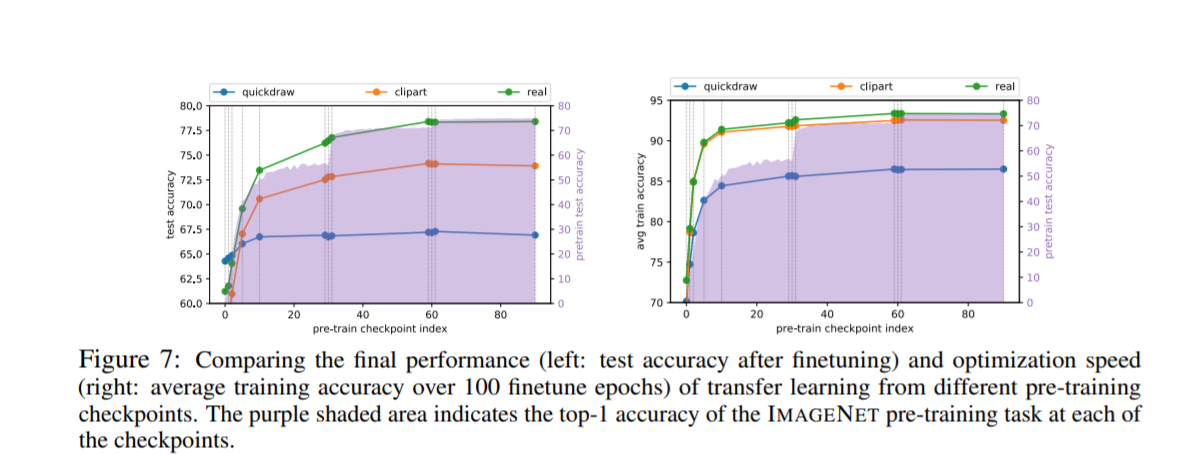 quickdraw clipart real
80.0
77.5
75.0
72.5
70.0
67.5
65.0
62.5
60.0
test accuracy
0 20 40 60 80
pre-train checkpoint index
80
70
60
50
40
30
20
10
0
pretrain test accuracy
quickdraw clipart real
95
90
85
80
75
70
avg train accuracy
0 20 40 60 80
pre-train checkpoint index
80
70
60
50
40
30
20
10
0
pretrain test accuracy
Figure 7: Comparing the final performance (left: test accuracy after finetuning) and optimization speed
(right: average training accuracy over 100 finetune epochs) of transfer learning from different pre-training
checkpoints. The purple shaded area indicates the top-1 accuracy of the IMAGENET pre-training task at each of
the checkpoints.